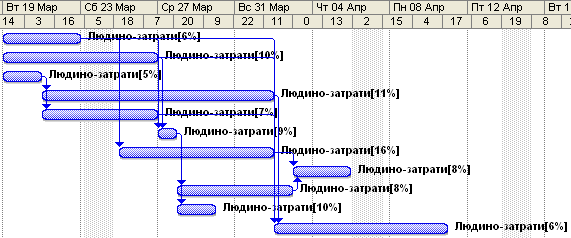 Вт 19 Мар Сб 23 Мар Ср 27 Мар Вс 31 Мар Чт 04 Апр Пн 08 Апр Пт 12 Апр Вт 1
14 3 16 5 18 7 20 9 22 11 0 13 2 15 4 17 6 19 8
Людино-затрати[6%]
Людино-затрати[10%]
Людино-затрати[5%]
Людино-затрати[11%]
Людино-затрати[7%]
Людино-затрати[9%]
Людино-затрати[16%]
Людино-затрати[8%]
Людино-затрати[8%]
Людино-затрати[10%]
Людино-затрати[6%]